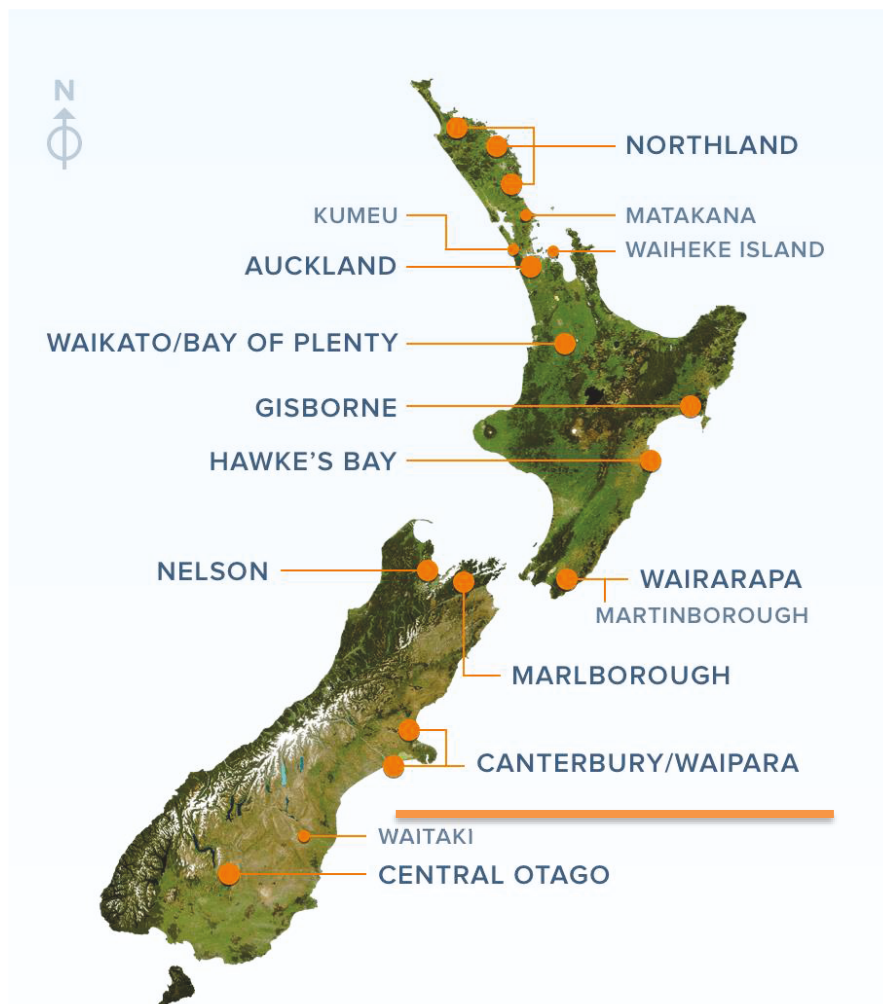 N
NORTHLAND
KUMEU
MATAKANA
WAIHEKE ISLAND
AUCKLAND
WAIKATO/BAY OF PLENTY
GISBORNE
HAWKE'S BAY
NELSON
WAIRARAPA
MARTINBOROUGH
MARLBOROUGH
CANTERBURY/WAIPARA
WAITAKI
CENTRAL OTAGO